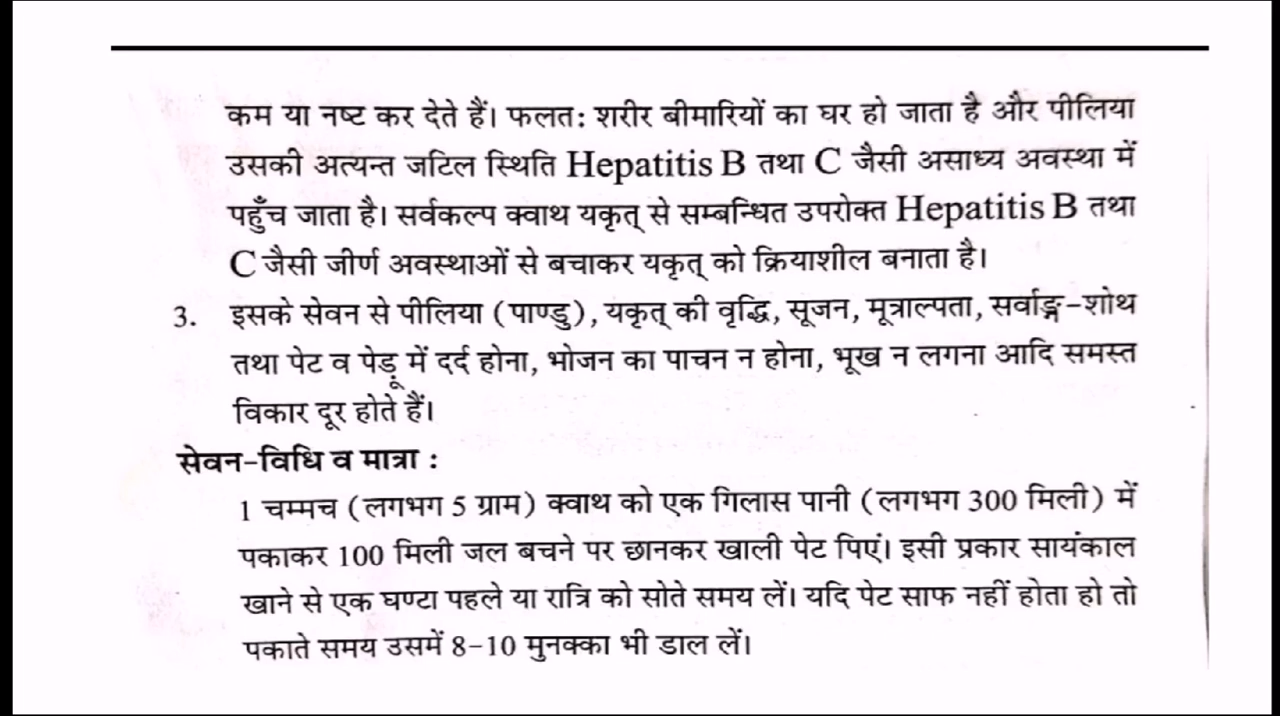 कम या नष्ट कर देते हैं। फलतः शरीर बीमारियों का घर हो जाता है और पीलिया
उसकी अत्यन्त जटिल स्थिति Hepatitis B तथा C जैसी असाध्य अवस्था में
पहुँच जाता है। सर्वकल्प क्वाथ यकृत् से सम्बन्धित उपरोक्त Hepatitis B तथा
C जैसी जीर्ण अवस्थाओं से बचाकर यकृत् को क्रियाशील बनाता है।
3. इसके सेवन से पीलिया (पाण्डु), यकृत् की वृद्धि, सूजन, मूत्राल्पता, सर्वाङ्ग-शोथ
तथा पेट व पेड़ू में दर्द होना, भोजन का पाचन न होना, भूख न लगना आदि समस्त
विकार दूर होते हैं।
सेवन-विधि व मात्रा :
1 चम्मच (लगभग 5 ग्राम) क्वाथ को एक गिलास पानी (लगभग 300 मिली) में
पकाकर 100 मिली जल बचने पर छानकर खाली पेट पिएं। इसी प्रकार सायंकाल
खाने से एक घण्टा पहले या रात्रि को सोते समय लें। यदि पेट साफ नहीं होता हो तो
पकाते समय उसमें 8-10 मुनक्का भी डाल लें।